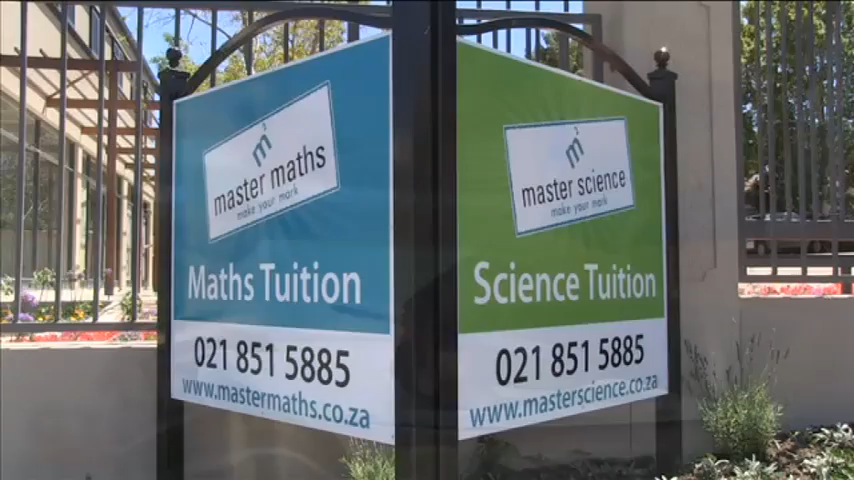 m
master maths
make your mark
Maths Tuition
021 851 5885
www.mastermaths.co.za
m
master science
make your mark
Science Tuition
021 851 5885
www.masterscience.co.za